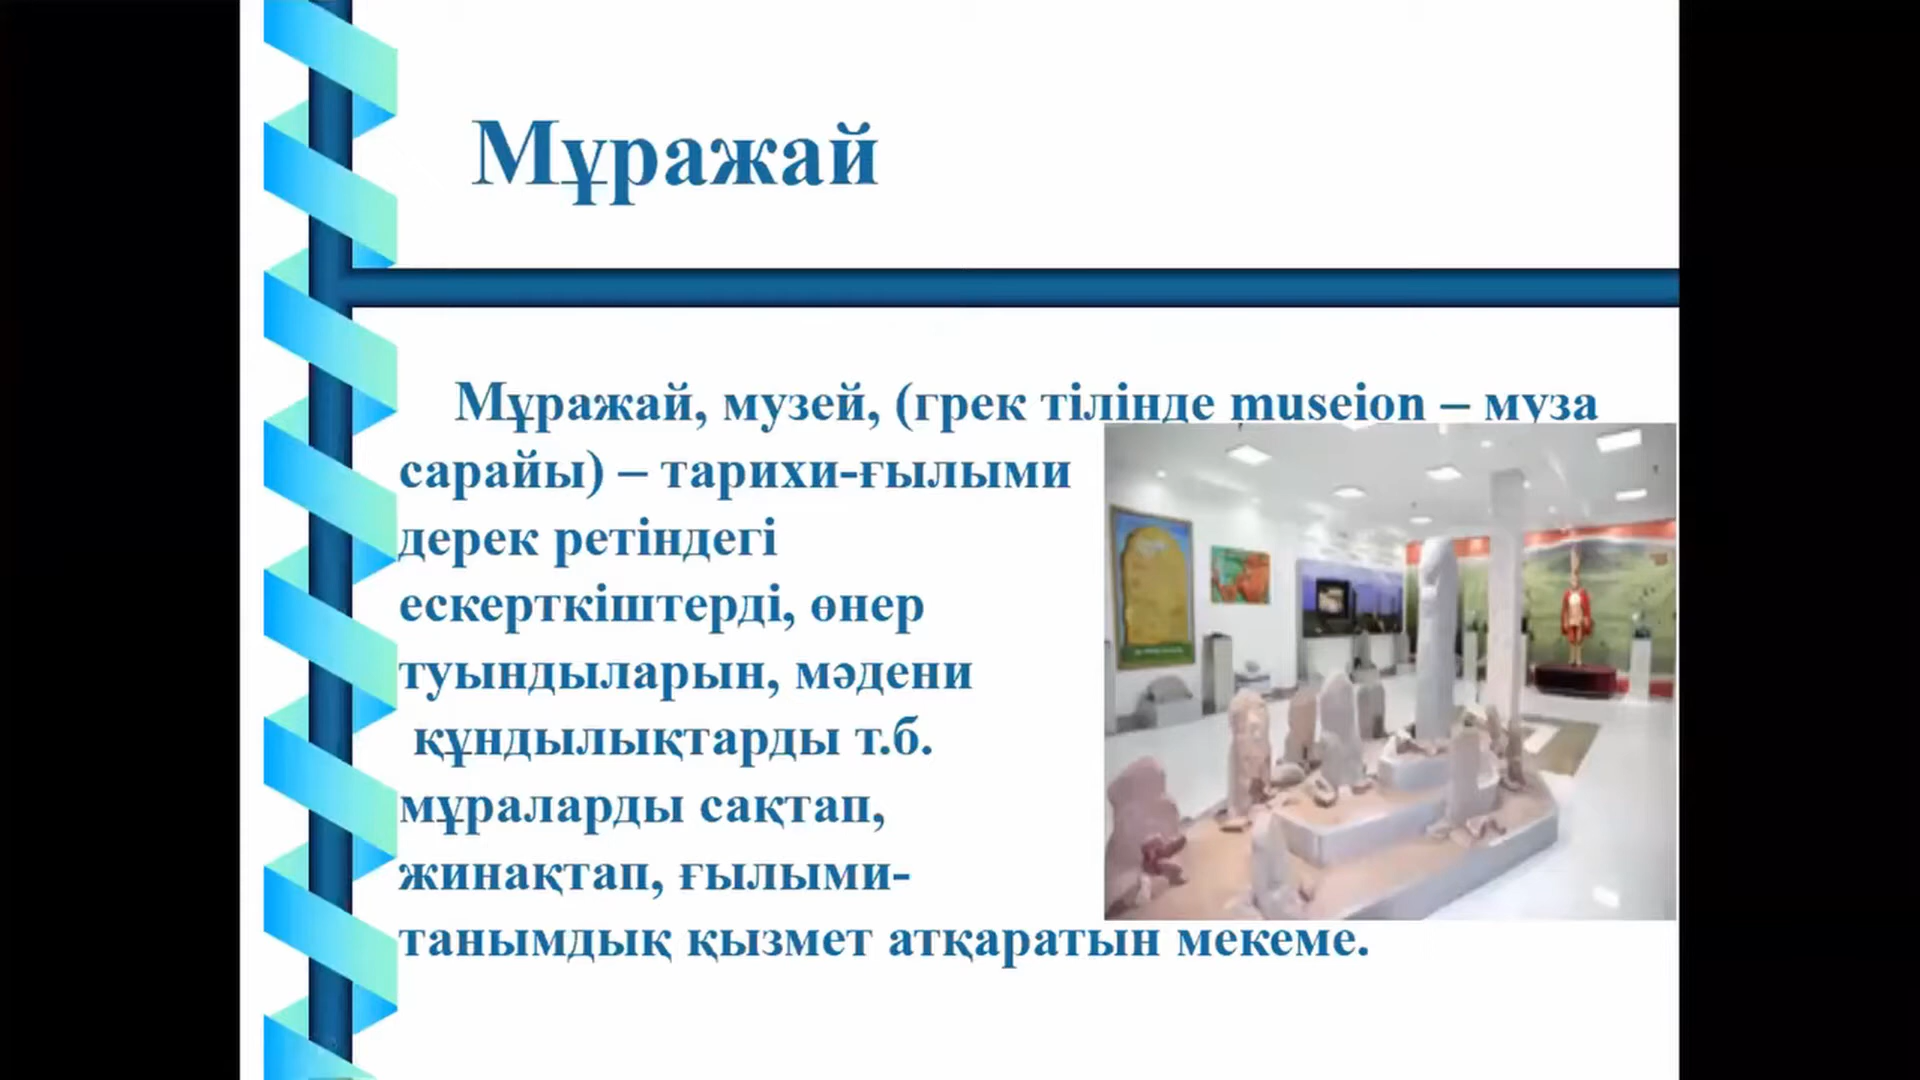 Мұражай
Мұражай, музей, (грек тілінде museion – муза
сарайы) – тарихи-ғылыми
дерек ретіндегі
ескерткіштерді, өнер
туындыларын, мәдени
құндылықтарды т.б.
мұраларды сақтап,
жинақтап, ғылыми-
танымдық қызмет атқаратын мекеме.